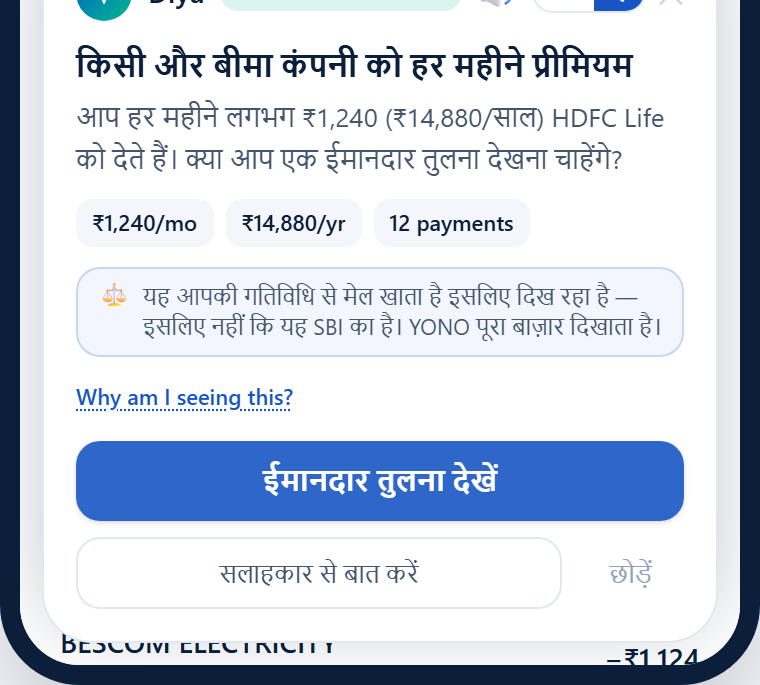 Diya
किसी और बीमा कंपनी को हर महीने प्रीमियम
आप हर महीने लगभग ₹1,240 (₹14,880/साल) HDFC Life
को देते हैं। क्या आप एक ईमानदार तुलना देखना चाहेंगे?
₹1,240/mo ₹14,880/yr 12 payments
यह आपकी गतिविधि से मेल खाता है इसलिए दिख रहा है —
इसलिए नहीं कि यह SBI का है। YONO पूरा बाज़ार दिखाता है।
Why am I seeing this?
ईमानदार तुलना देखें
सलाहकार से बात करें छोड़ें
BESCOM ELECTRICITY
−₹1,124